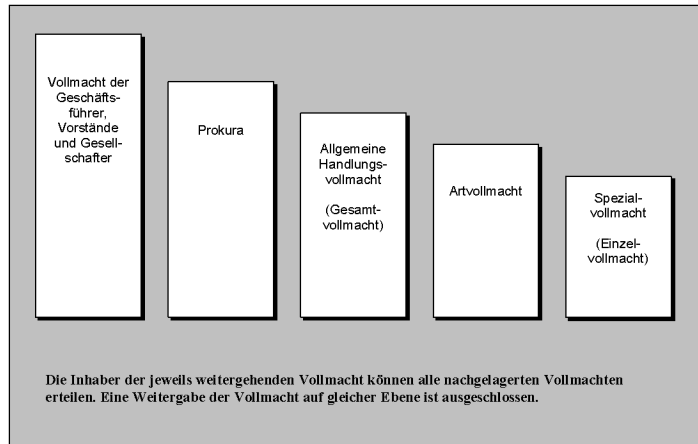 Vollmacht der
Geschäfts-
führer,
Vorstände
und Gesell-
schafter
Prokura
Allgemeine
Handlungs-
vollmacht
(Gesamt-
vollmacht)
Artvollmacht
Spezial-
vollmacht
(Einzel-
vollmacht)
Die Inhaber der jeweils weitergehenden Vollmacht können alle nachgelagerten Vollmachten
erteilen. Eine Weitergabe der Vollmacht auf gleicher Ebene ist ausgeschlossen.